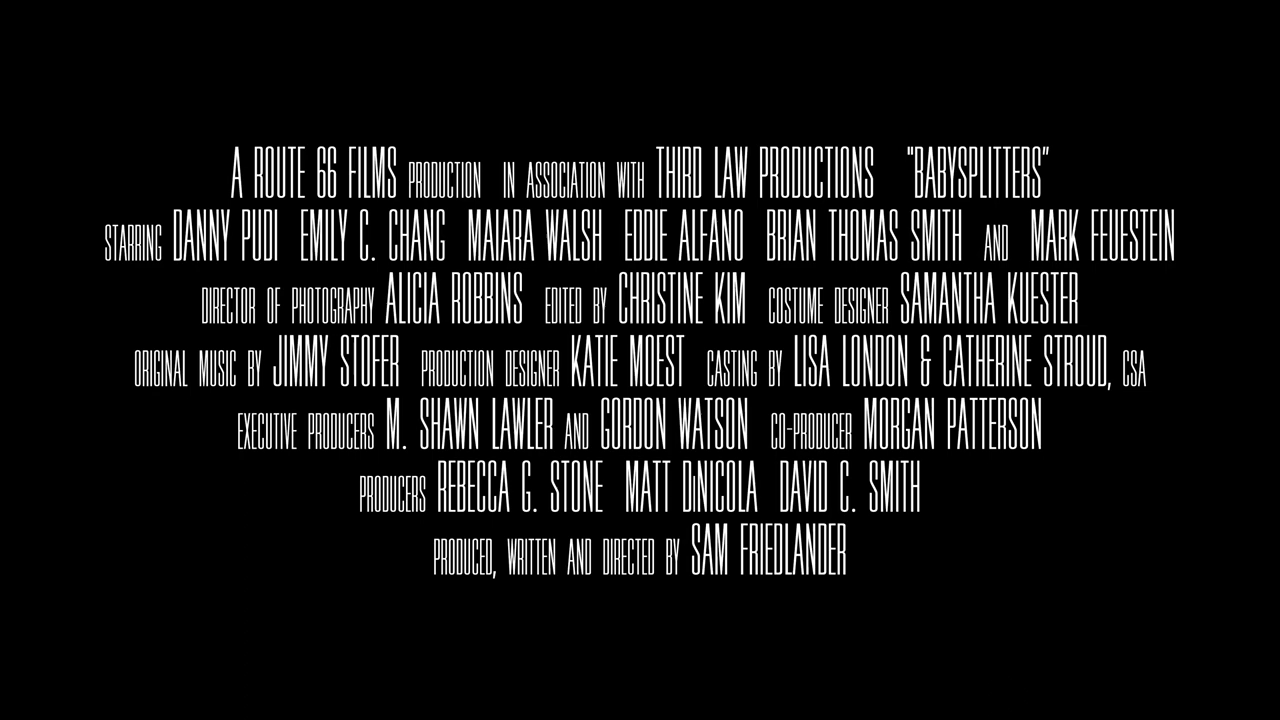 A ROUTE 66 FILMS PRODUCTION IN ASSOCIATION WITH THIRD LAW PRODUCTIONS "BABYSPLITTERS"
STARRING DANNY PUDI EMILY C. CHANG MAIARA WALSH EDDIE ALFANO BRIAN THOMAS SMITH AND MARK FEUESTEIN
DIRECTOR OF PHOTOGRAPHY ALICIA ROBBINS EDITED BY CHRISTINE KIM COSTUME DESIGNER SAMANTHA KUESTER
ORIGINAL MUSIC BY JIMMY STOFER PRODUCTION DESIGNER KATIE MOEST CASTING BY LISA LONDON & CATHERINE STROUD, CSA
EXECUTIVE PRODUCERS M. SHAWN LAWLER AND GORDON WATSON CO-PRODUCER MORGAN PATTERSON
PRODUCERS REBECCA G. STONE MATT DiNICOLA DAVID C. SMITH
PRODUCED, WRITTEN AND DIRECTED BY SAM FRIEDLANDER